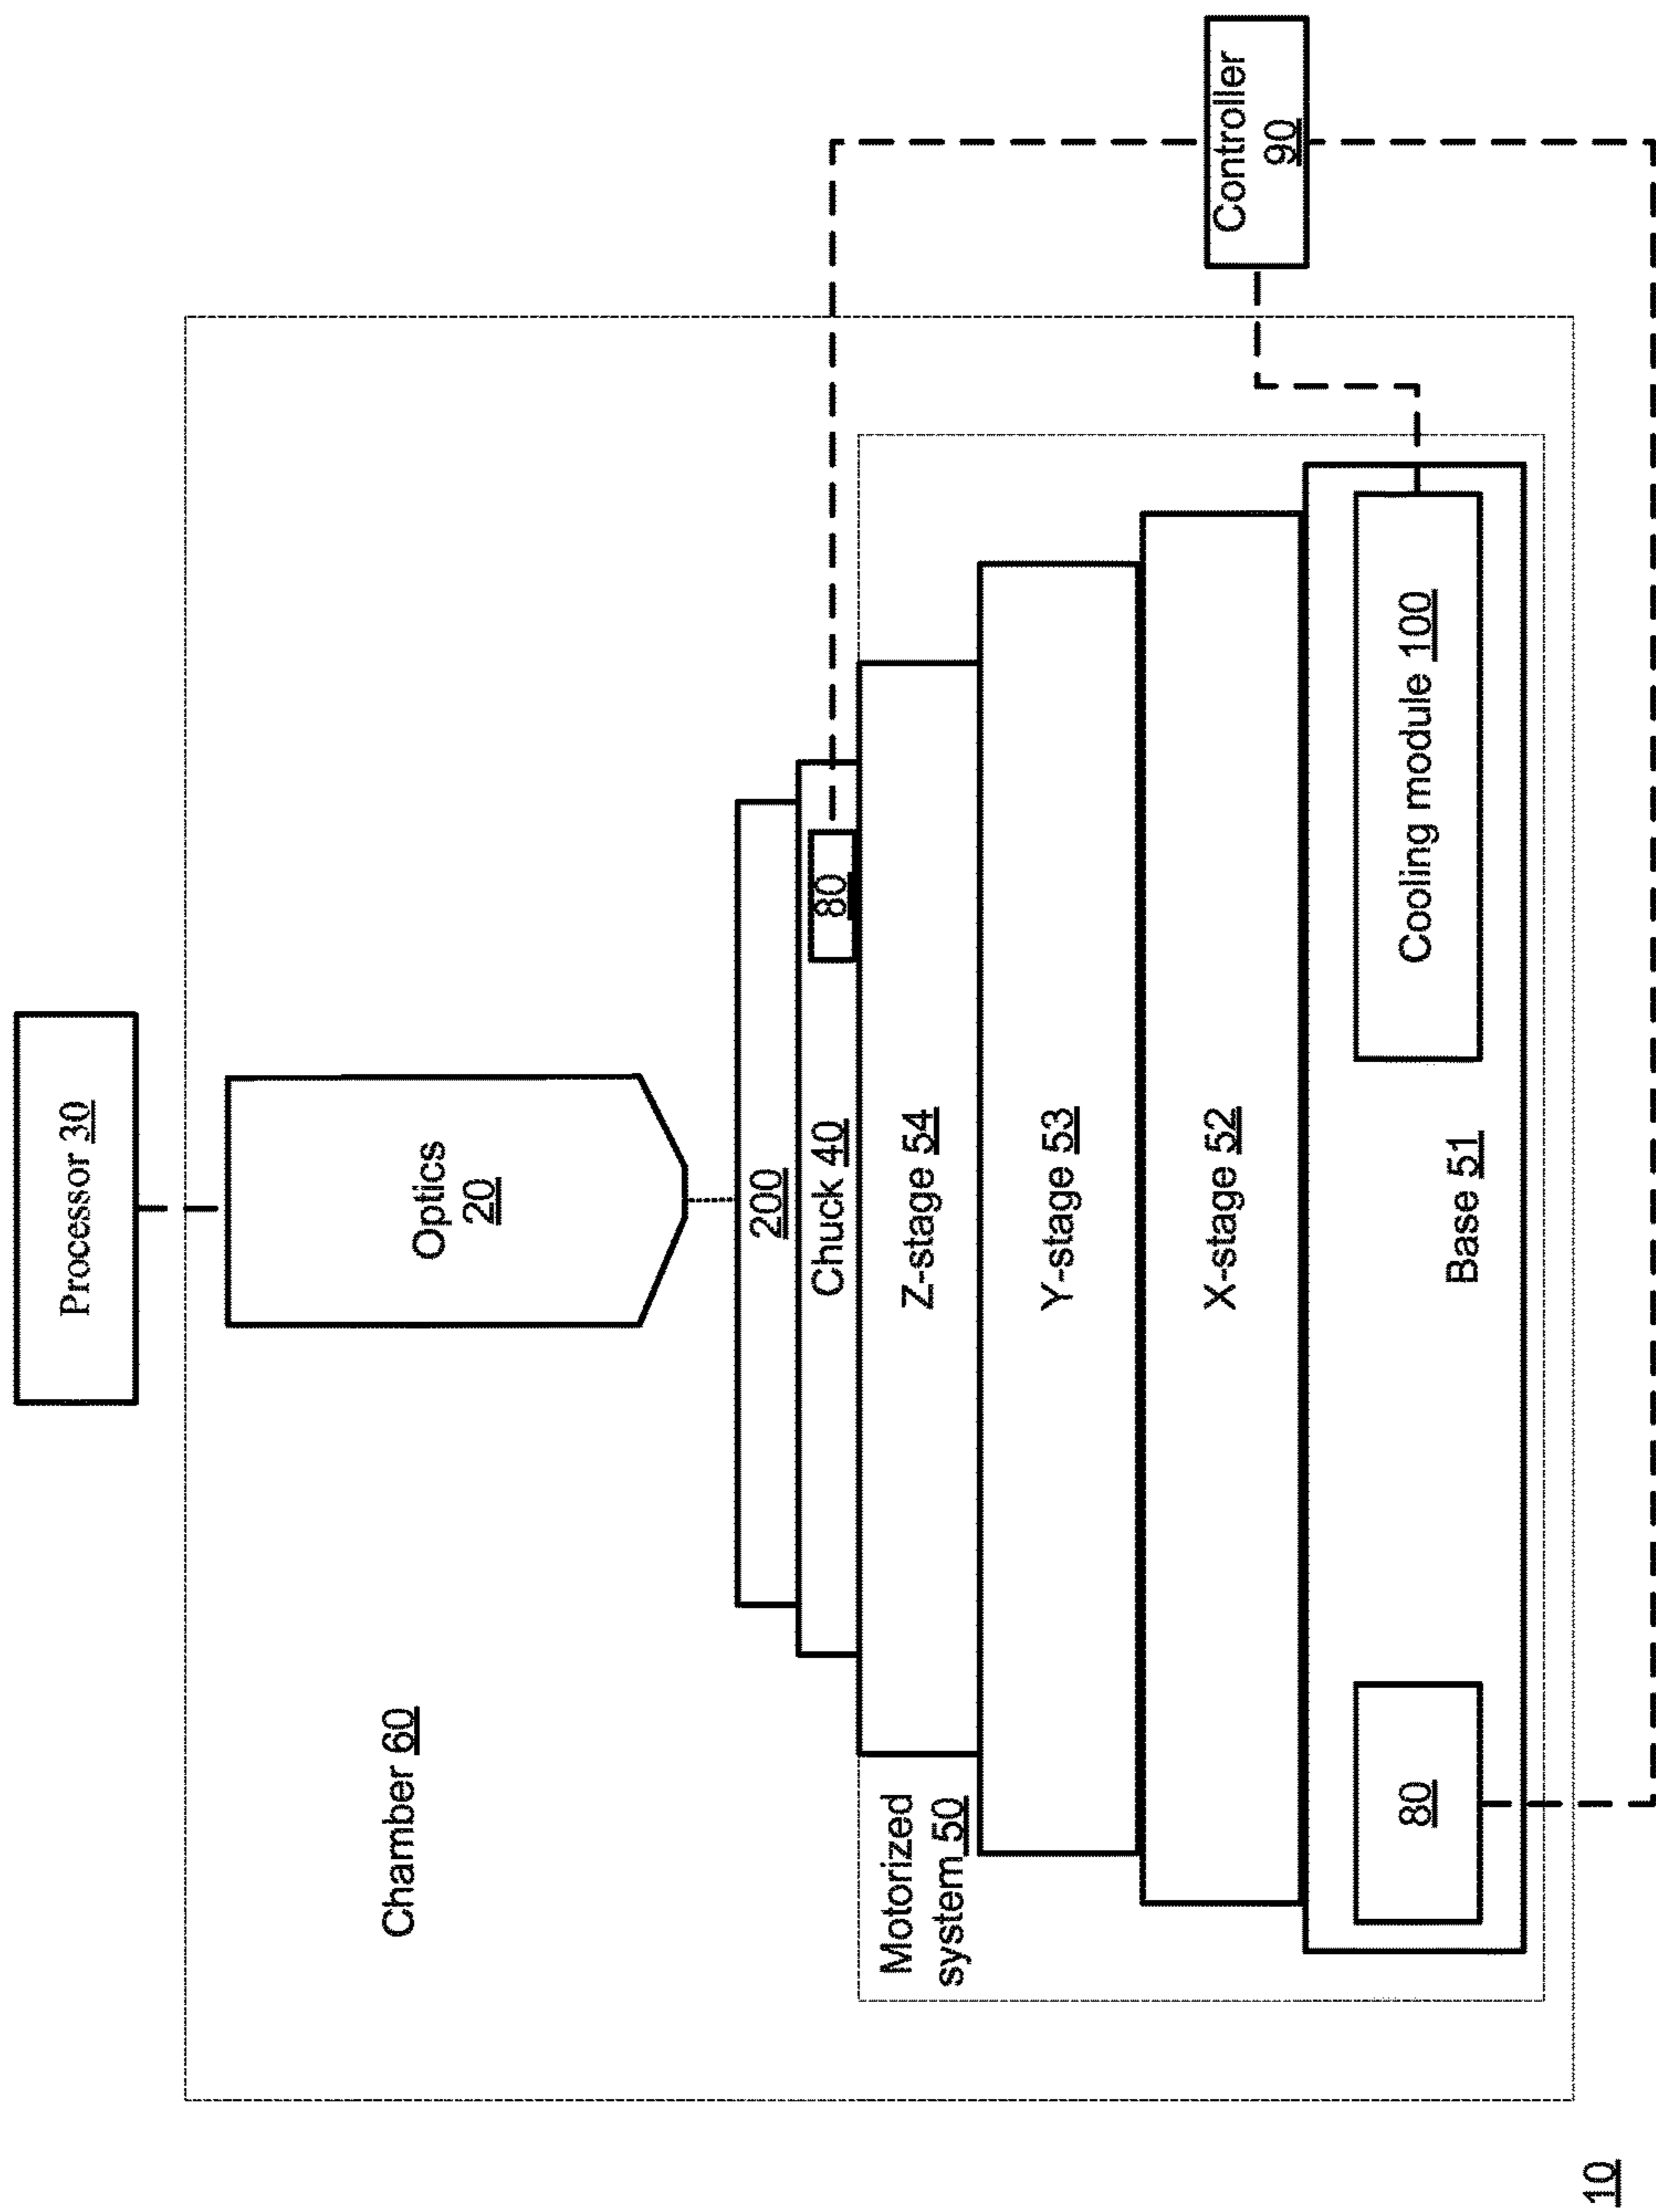 Processor 30
Optics
20
Chamber 60
200
Chuck 40
80
Motorized
system 50
Z-stage 54
Y-stage 53
X-stage 52
80
Base 51
Cooling module 100
Controller
90
10